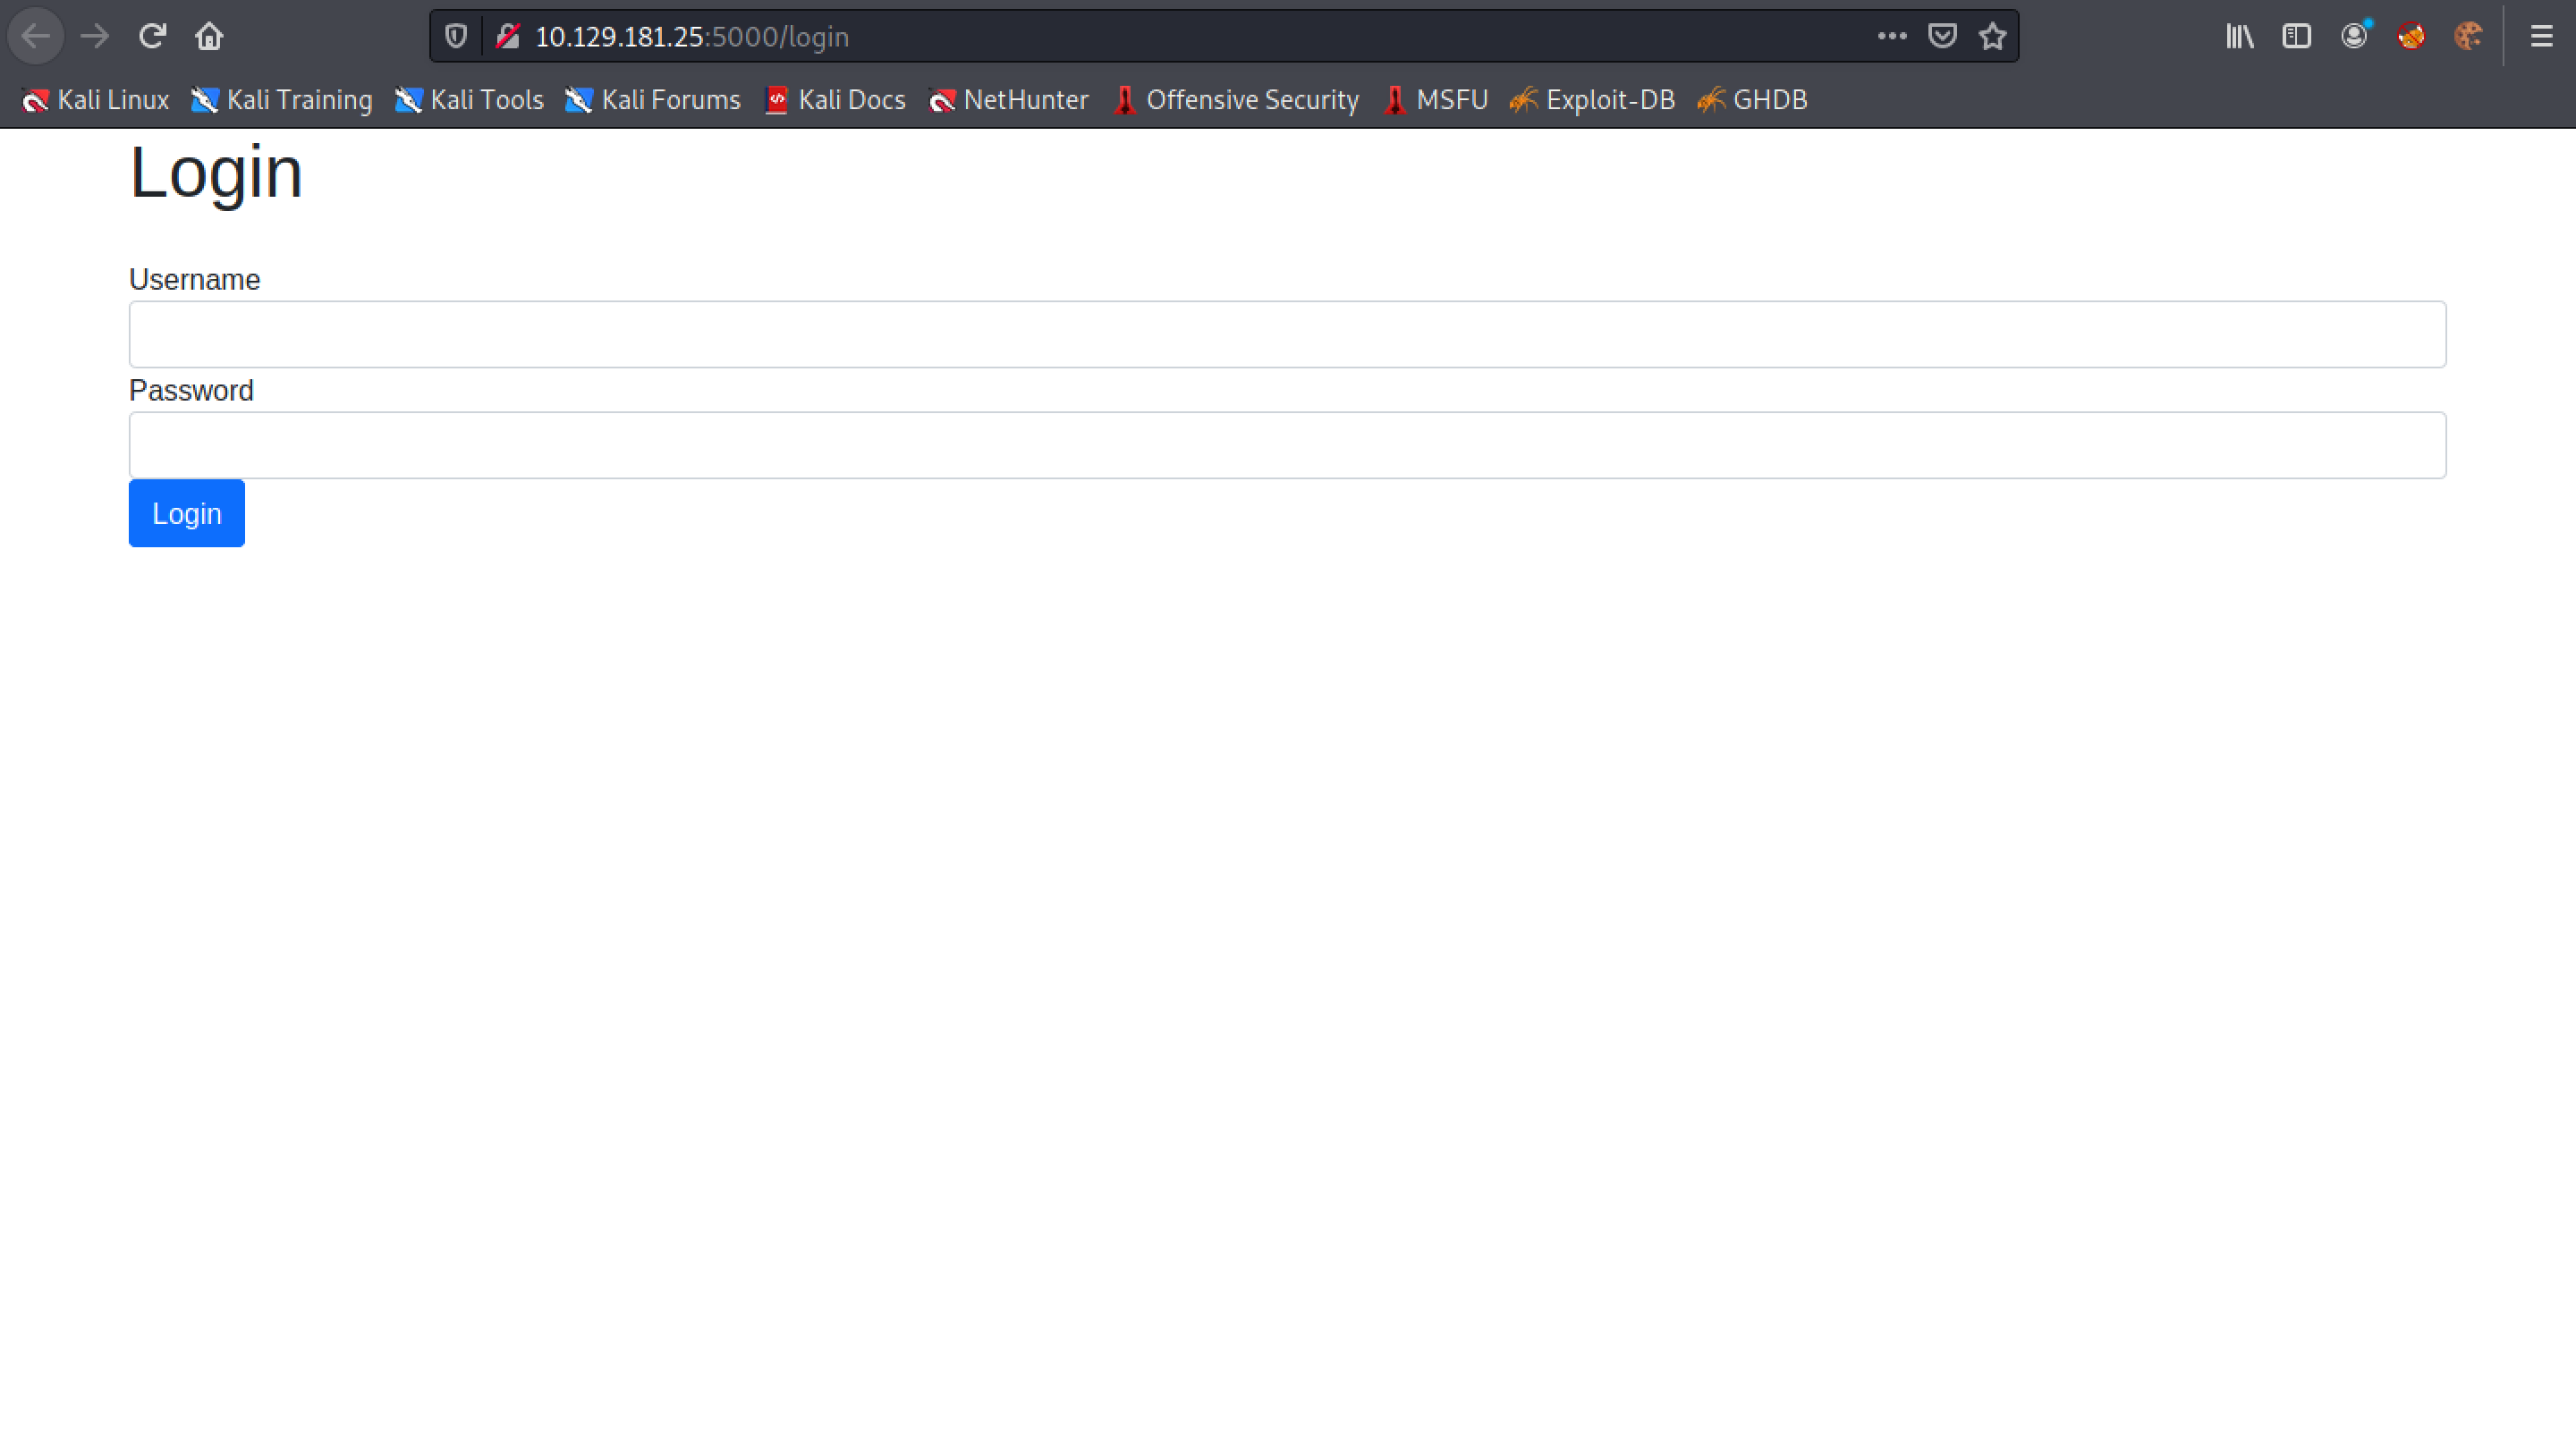 10.129.181.25:5000/login
Kali Linux Kali Training Kali Tools Kali Forums Kali Docs NetHunter Offensive Security MSFU Exploit-DB GHDB
Login
Username
Password
Login